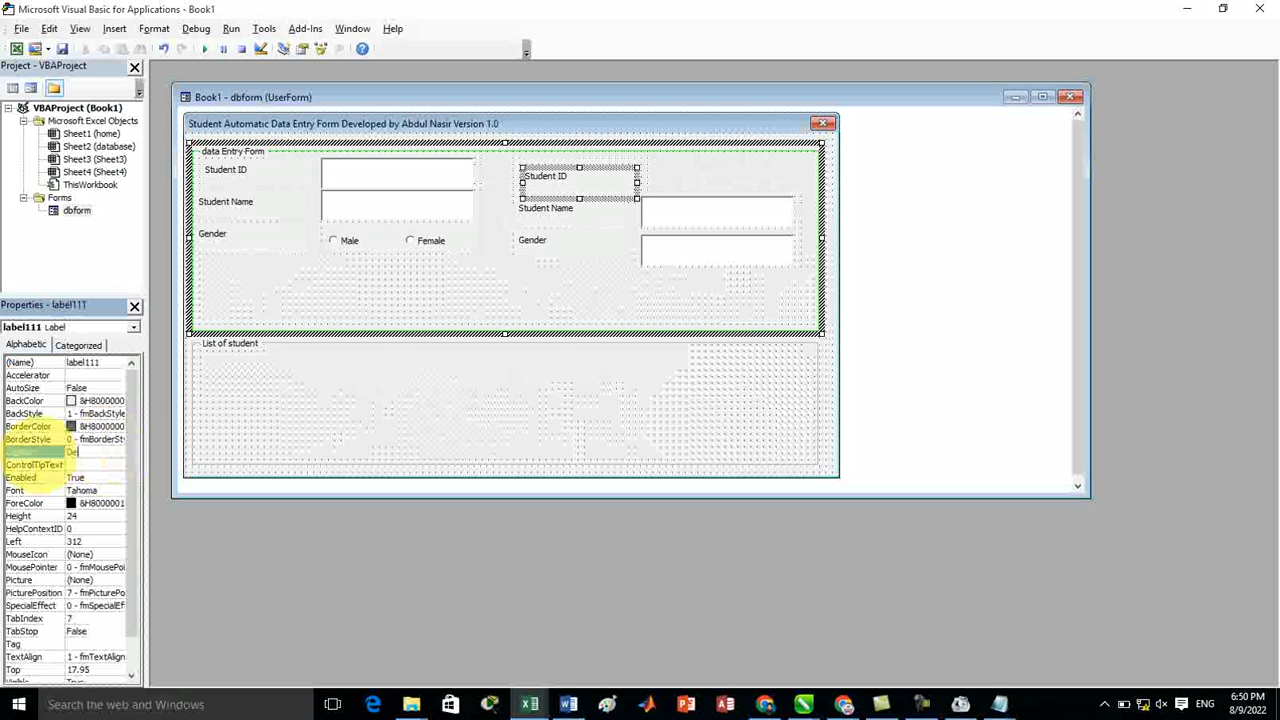 Microsoft Visual Basic for Applications - Book1
File Edit View Insert Format Debug Run Tools Add-Ins Window Help
Project - VBAProject
VBAProject (Book1)
Microsoft Excel Objects
Sheet1 (home)
Sheet2 (database)
Sheet3 (Sheet3)
Sheet4 (Sheet4)
ThisWorkbook
Forms
dbform
Book1 - dbform (UserForm)
Student Automatic Data Entry Form Developed by Abdul Nasir Version 1.0
data Entry Form
Student ID
Student Name
Gender
Male
Female
Student ID
Student Name
Gender
List of student
Properties - label111
label111 Label
Alphabetic Categorized
(Name) label111
Accelerator
AutoSize False
BackColor &H8000000
BackStyle 1 - fmBackStyle
BorderColor &H8000000
BorderStyle 0 - fmBorderSt
De
ControlTipText
Enabled True
Font Tahoma
ForeColor &H8000001
Height 24
HelpContextID 0
Left 312
MouseIcon (None)
MousePointer 0 - fmMousePoi
Picture (None)
PicturePosition 7 - fmPicturePo
SpecialEffect 0 - fmSpecialEf
TabIndex 7
TabStop False
Tag
TextAlign 1 - fmTextAlign
Top 17.95
Search the web and Windows
ENG
6:50 PM
8/9/2022